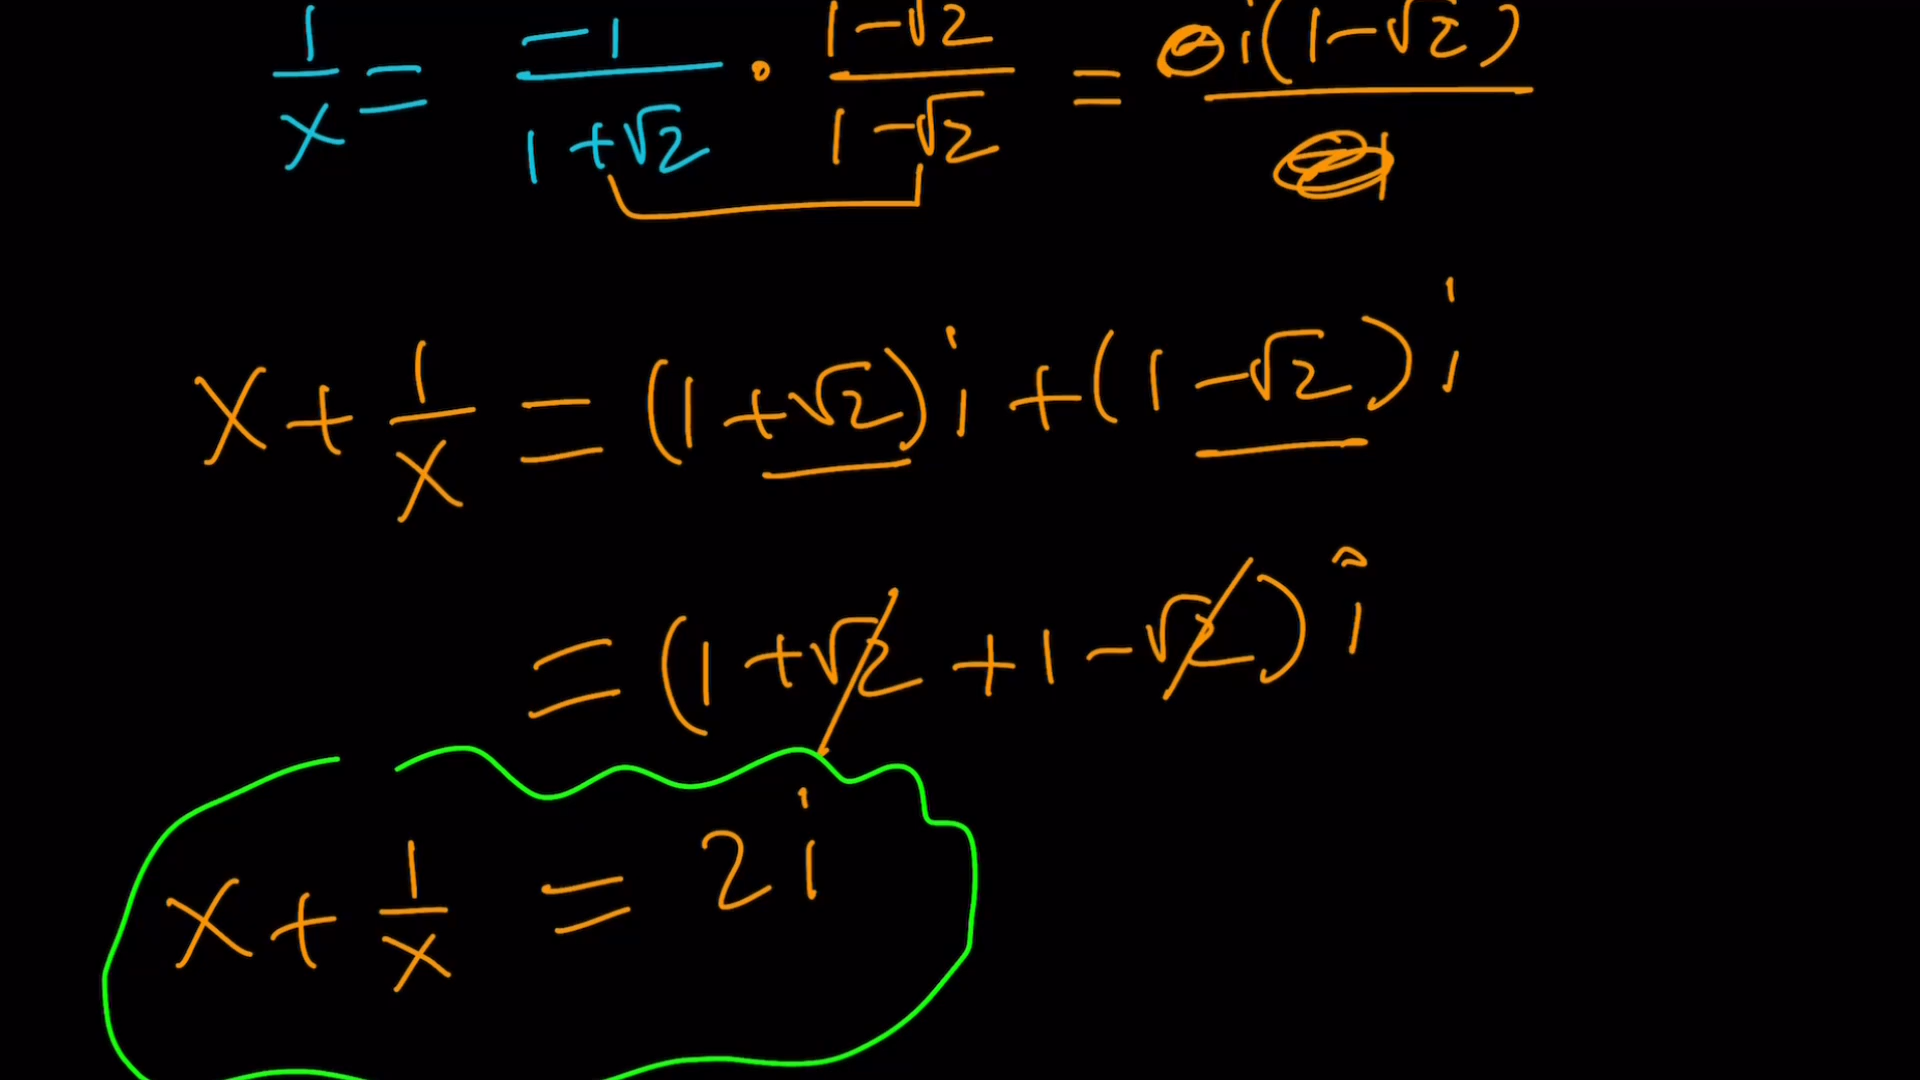 1/x = -1/(1+√2) · (1-√2)/(1-√2) = i(1-√2)/1
x + 1/x = (1+√2)i + (1-√2)i
= (1+√2+1-√2)i
x + 1/x = 2i